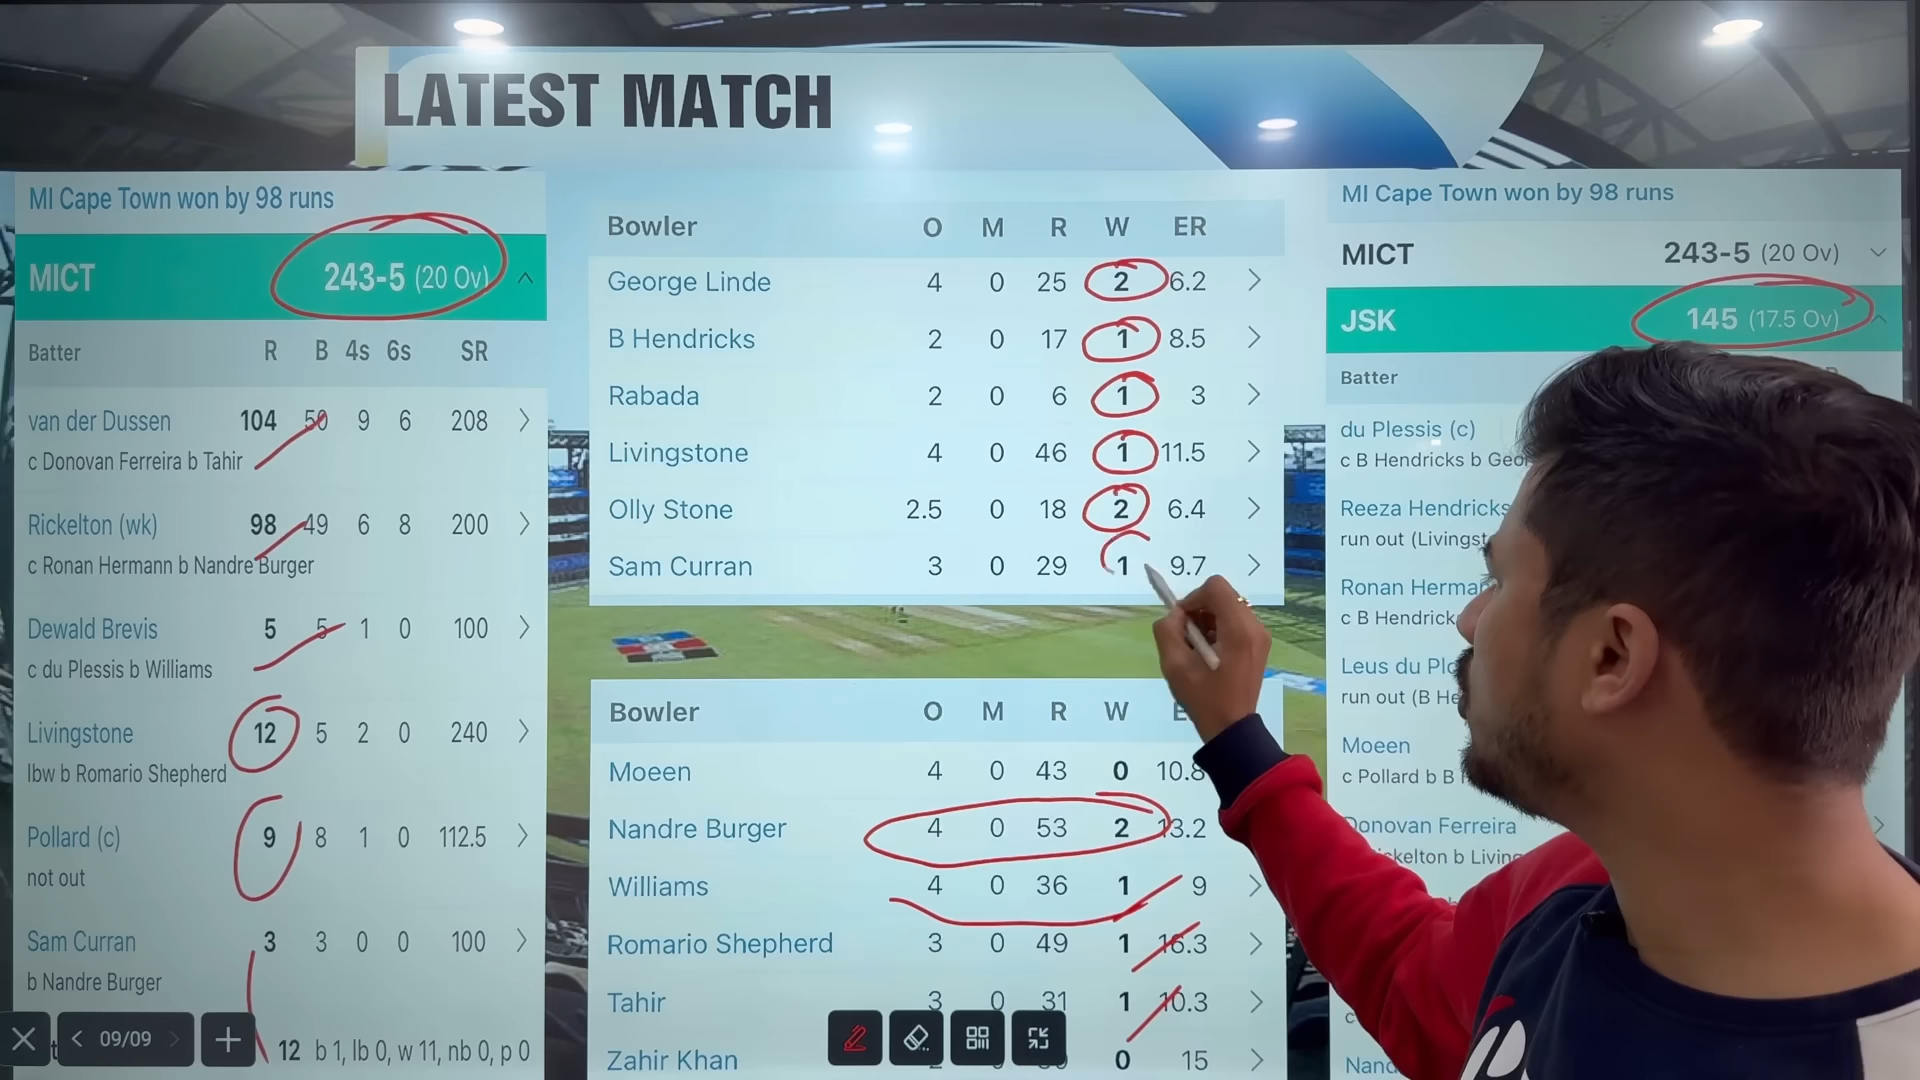 LATEST MATCH
MI Cape Town won by 98 runs
MICT 243-5 (20 Ov)
Batter R B 4s 6s SR
van der Dussen 104 50 9 6 208
c Donovan Ferreira b Tahir
Rickelton (wk) 98 49 6 8 200
c Ronan Hermann b Nandre Burger
Dewald Brevis 5 5 1 0 100
c du Plessis b Williams
Livingstone 12 5 2 0 240
lbw b Romario Shepherd
Pollard (c) 9 8 1 0 112.5
not out
Sam Curran 3 3 0 0 100
b Nandre Burger
12 b 1, lb 0, w 11, nb 0, p 0
09/09
Bowler O M R W ER
George Linde 4 0 25 2 6.2
B Hendricks 2 0 17 1 8.5
Rabada 2 0 6 1 3
Livingstone 4 0 46 1 11.5
Olly Stone 2.5 0 18 2 6.4
Sam Curran 3 0 29 1 9.7
Bowler O M R W
Moeen 4 0 43 0 10.8
Nandre Burger 4 0 53 2 13.2
Williams 4 0 36 1 9
Romario Shepherd 3 0 49 1 16.3
Tahir 3 0 31 1 10.3
Zahir Khan 0 15
MI Cape Town won by 98 runs
MICT 243-5 (20 Ov)
JSK 145 (17.5 Ov)
Batter
du Plessis (c)
c B Hendricks b
Reeza Hendricks
run out
Ronan
c B
Leus du
run out (B
Moeen
c Pollard b B
Donovan Ferreira
b
c